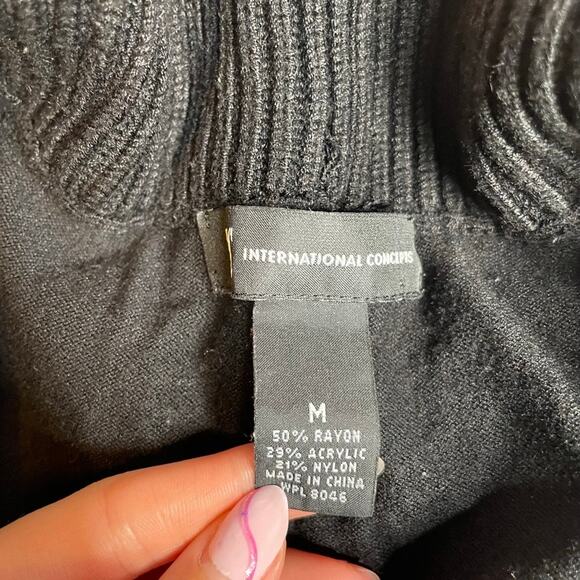 INTERNATIONAL CONCEPTS
M
50% RAYON
29% ACRYLIC
21% NYLON
MADE IN CHINA
WPL 8046